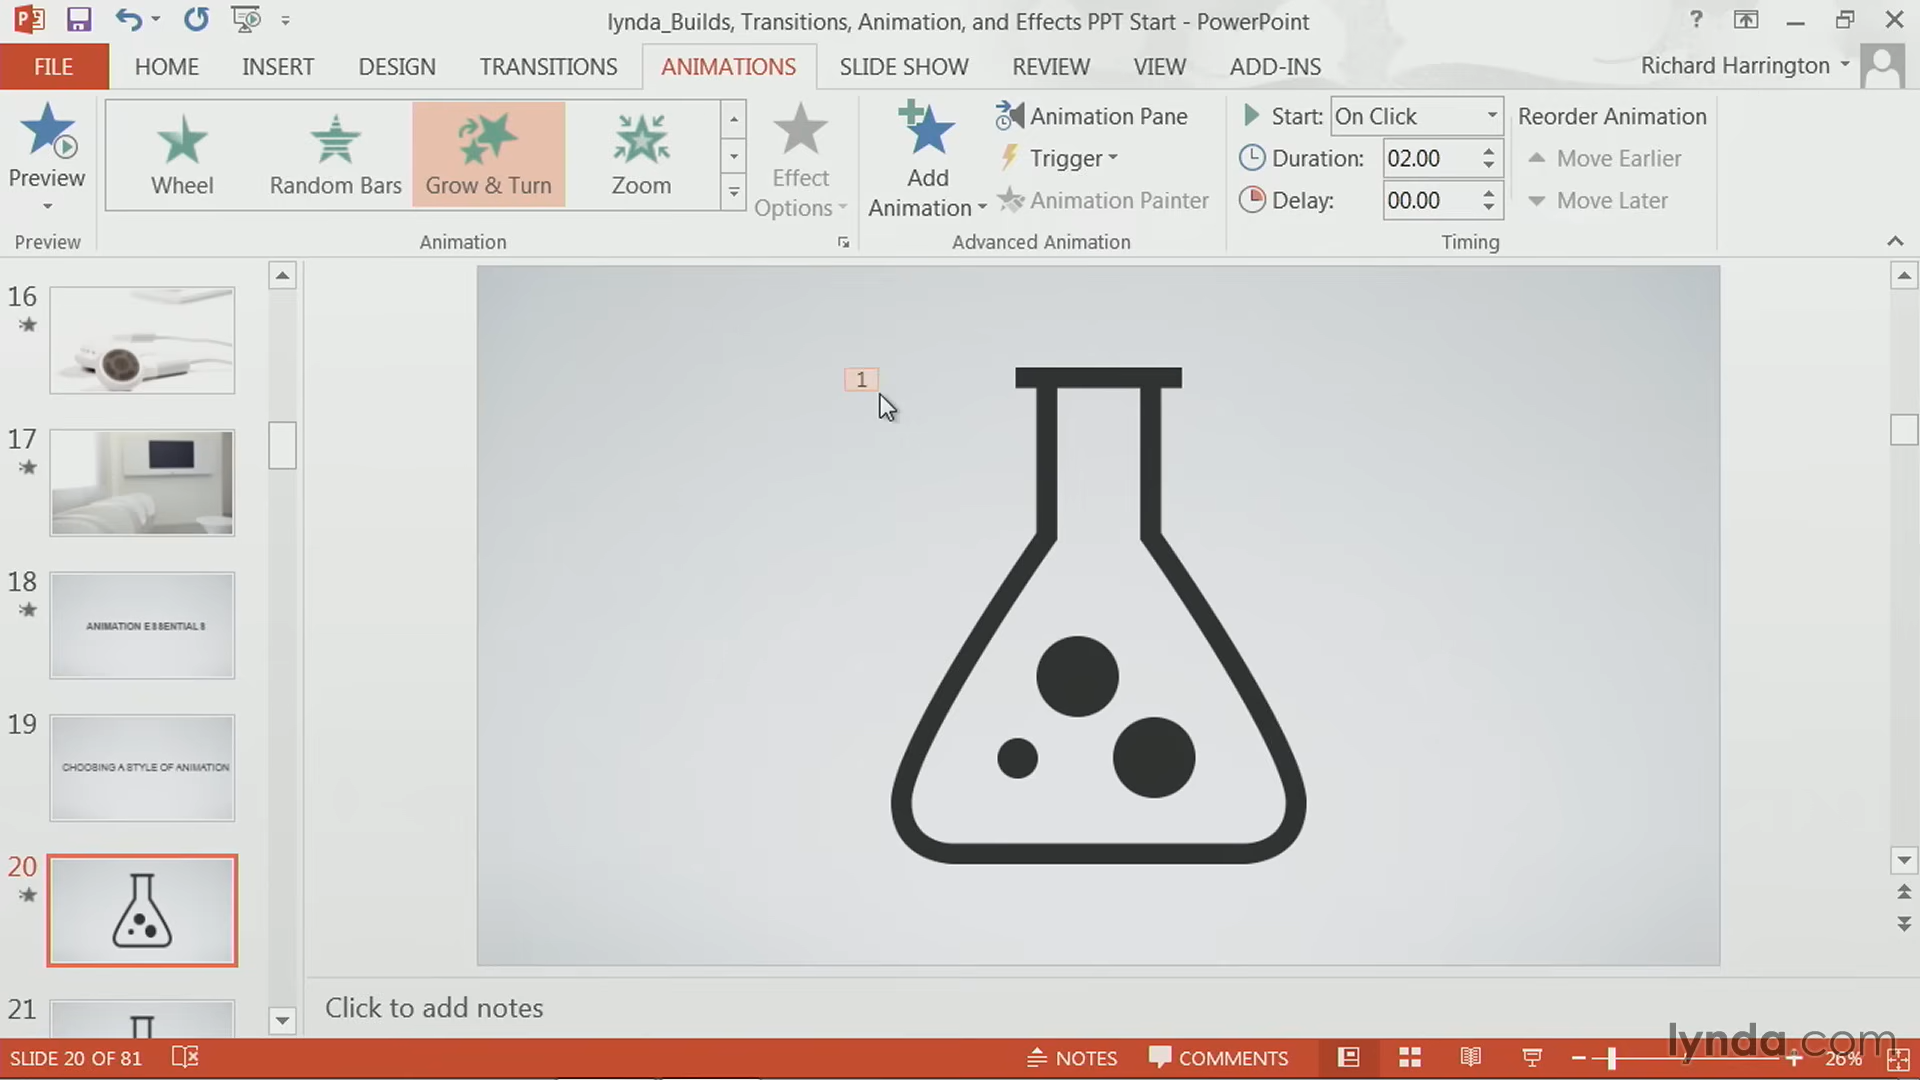 lynda_Builds, Transitions, Animation, and Effects PPT Start - PowerPoint
?
FILE HOME INSERT DESIGN TRANSITIONS ANIMATIONS SLIDE SHOW REVIEW VIEW ADD-INS Richard Harrington
Preview
Wheel
Random Bars
Grow & Turn
Zoom
Effect
Options
Add
Animation
Animation Pane
Trigger
Animation Painter
Start: On Click
Duration: 02.00
Delay: 00.00
Reorder Animation
Move Earlier
Move Later
Preview
Animation
Advanced Animation
Timing
16
17
18
ANIMATION ESSENTIALS
19
CHOOSING A STYLE OF ANIMATION
20
21
1
Click to add notes
SLIDE 20 OF 81
NOTES
COMMENTS
26%
lynda.com